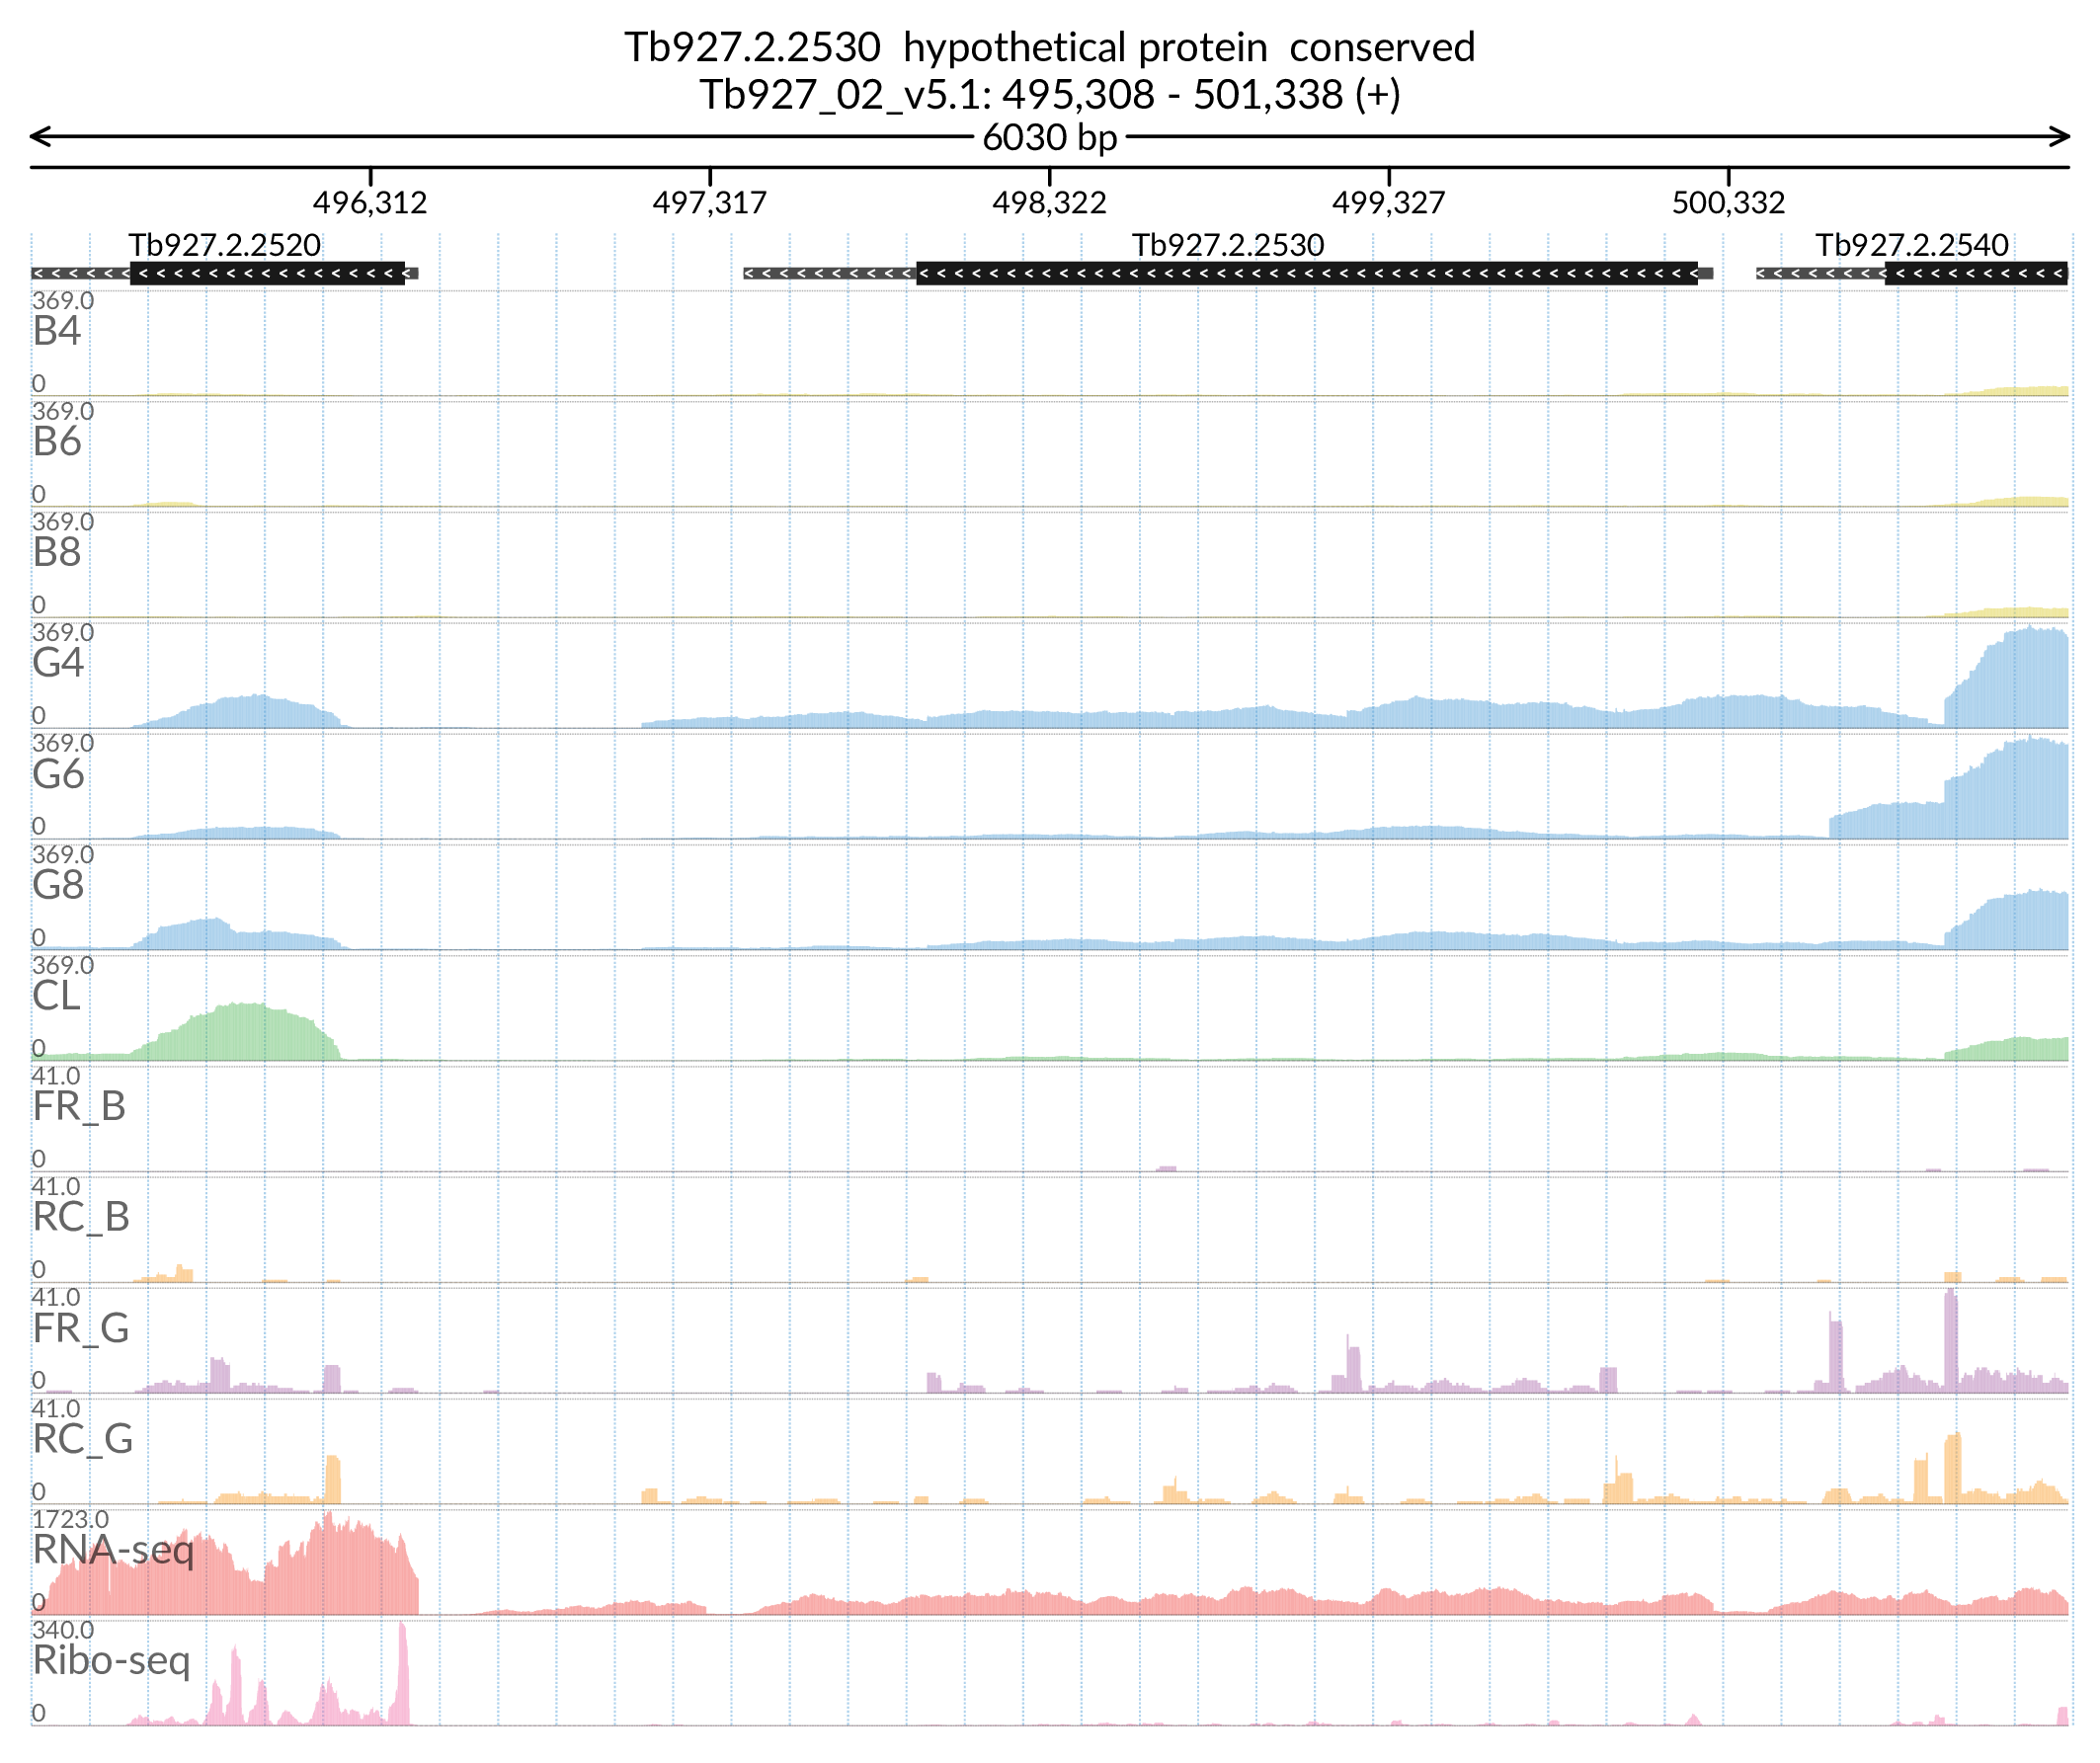 Tb927.2.2530 hypothetical protein conserved
Tb927_02_v5.1: 495,308 - 501,338 (+)
6030 bp
496,312 497,317 498,322 499,327 500,332
Tb927.2.2520 Tb927.2.2530 Tb927.2.2540
369.0
B4
0
369.0
B6
0
369.0
B8
0
369.0
G4
0
369.0
G6
0
369.0
G8
0
369.0
CL
0
41.0
FR_B
0
41.0
RC_B
0
41.0
FR_G
0
41.0
RC_G
0
1723.0
RNA-seq
0
340.0
Ribo-seq
0